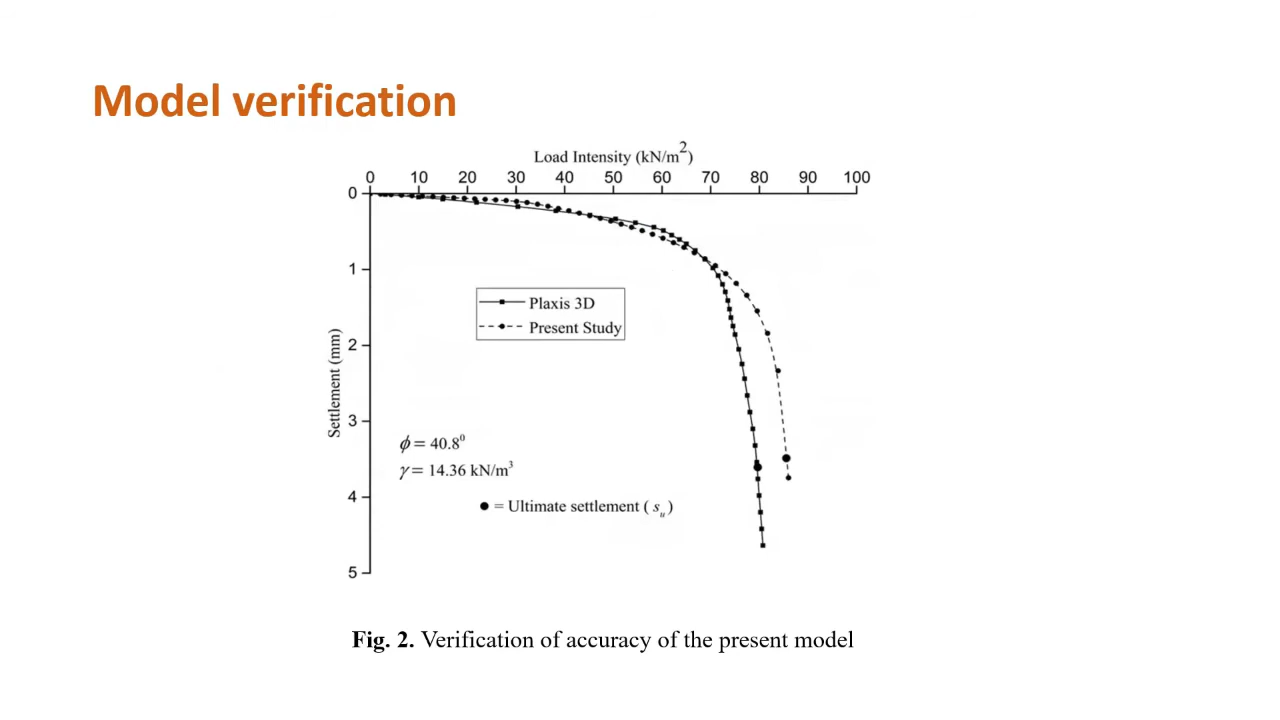 Model verification
Load Intensity (kN/m²)
0 10 20 30 40 50 60 70 80 90 100
0
1
2
3
4
5
Settlement (mm)
Plaxis 3D
Present Study
ϕ = 40.8⁰
γ = 14.36 kN/m³
● = Ultimate settlement ( sᵤ )
Fig. 2. Verification of accuracy of the present model